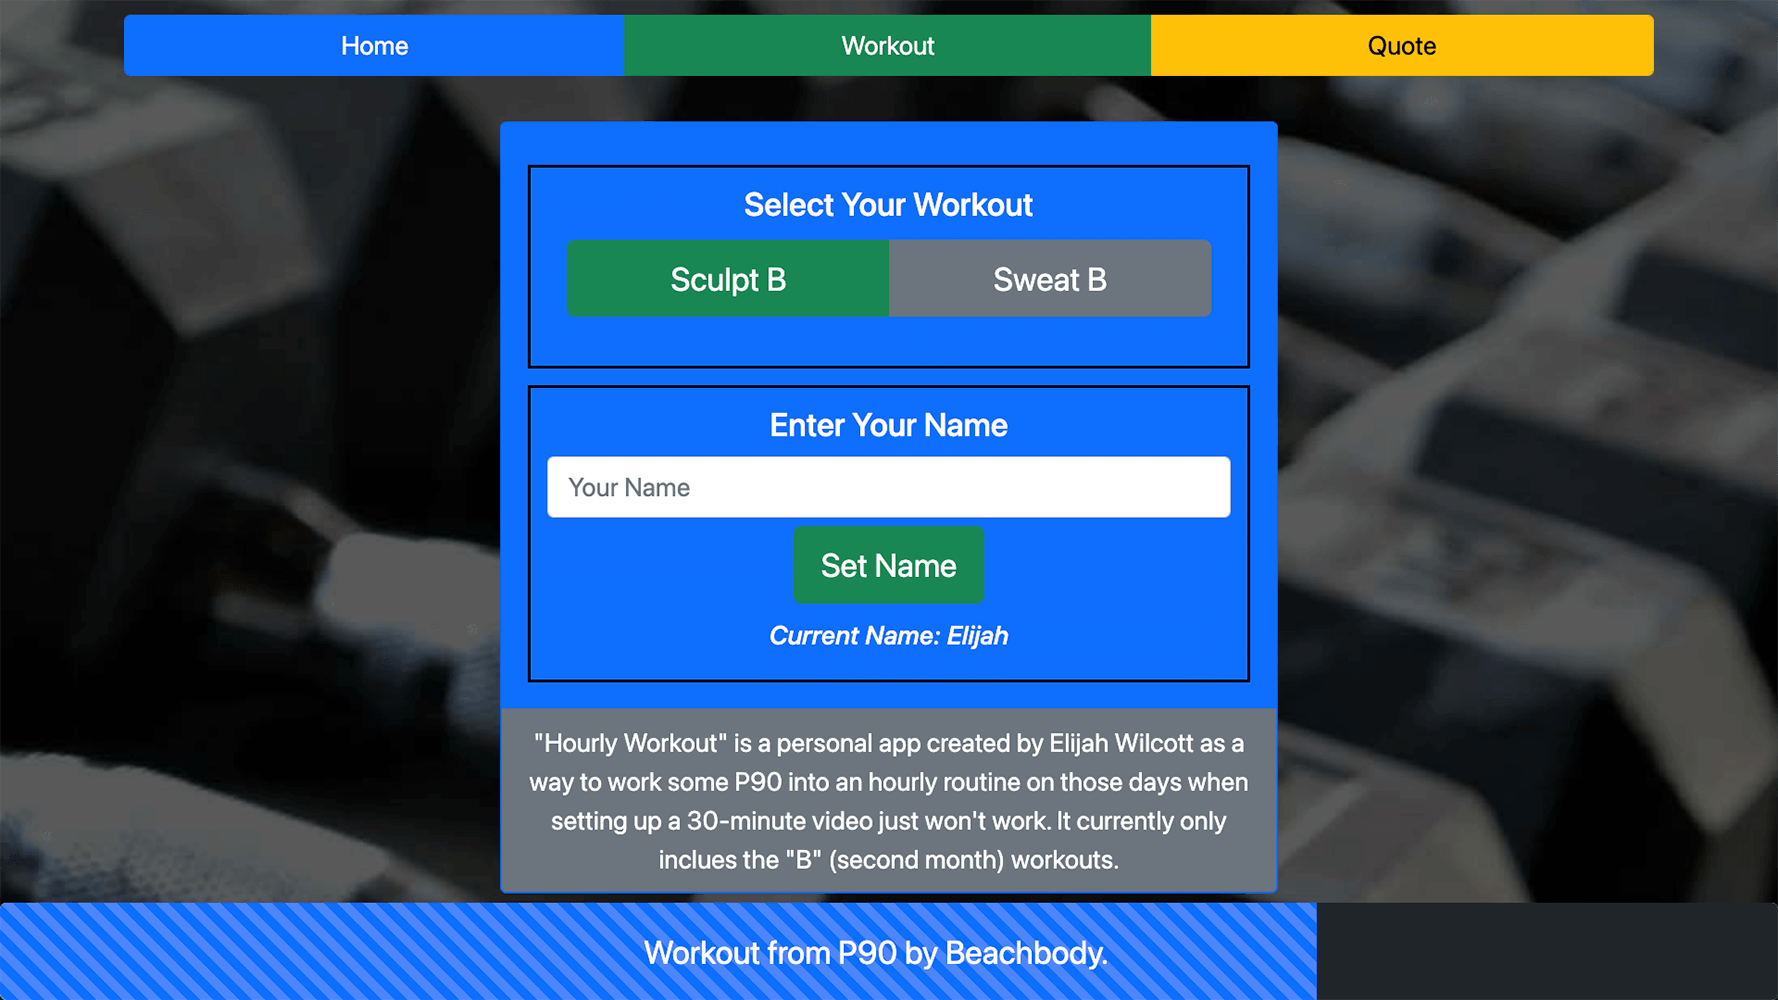 Home
Workout
Quote
Select Your Workout
Sculpt B
Sweat B
Enter Your Name
Your Name
Set Name
Current Name: Elijah
"Hourly Workout" is a personal app created by Elijah Wilcott as a
way to work some P90 into an hourly routine on those days when
setting up a 30-minute video just won't work. It currently only
inclues the "B" (second month) workouts.
Workout from P90 by Beachbody.